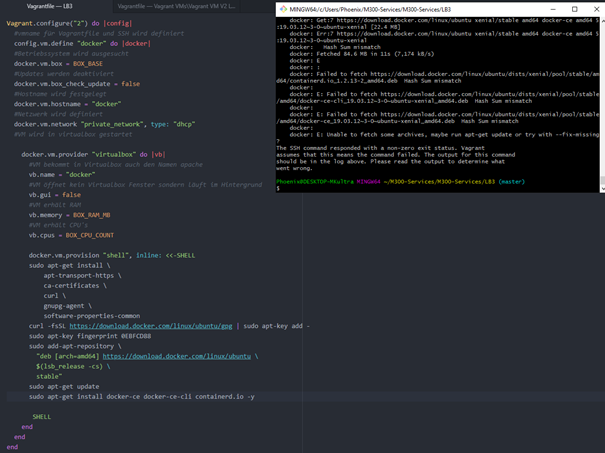 Vagrantfile — LB3
Vagrantfile — Vagrant VMs\Vagrant VM V2 i...
Vagrant.configure("2") do |config|
#vmname für Vagrantfile und SSH wird definiert
config.vm.define "docker" do |docker|
#Betriebssystem wird ausgesucht
docker.vm.box = BOX_BASE
#Updates werden deaktiviert
docker.vm.box_check_update = false
#Hostname wird festgelegt
docker.vm.hostname = "docker"
#Netzwerk wird definiert
docker.vm.network "private_network", type: "dhcp"
#VM wird in virtualbox gestartet
docker.vm.provider "virtualbox" do |vb|
#VM bekommt in Virtualbox auch den Namen apache
vb.name = "docker"
#VM öffnet kein VirtualBox Fenster sondern läuft im Hintergrund
vb.gui = false
#VM erhält RAM
vb.memory = BOX_RAM_MB
#VM erhält CPU's
vb.cpus = BOX_CPU_COUNT
docker.vm.provision "shell", inline: <<-SHELL
sudo apt-get install \
apt-transport-https \
ca-certificates \
curl \
gnupg-agent \
software-properties-common
curl -fsSL https://download.docker.com/linux/ubuntu/gpg | sudo apt-key add -
sudo apt-key fingerprint 0EBFCD88
sudo add-apt-repository \
"deb [arch=amd64] https://download.docker.com/linux/ubuntu \
$(lsb_release -cs) \
stable"
sudo apt-get update
sudo apt-get install docker-ce docker-ce-cli containerd.io -y
SHELL
end
end
end
MINGW64:/c/Users/Phoenix/M300-Services/M300-Services/LB3
docker: Get:7 https://download.docker.com/linux/ubuntu xenial/stable amd64 docker-ce amd64 5
:19.03.12~3-0~ubuntu-xenial [22.4 MB]
docker: Err:7 https://download.docker.com/linux/ubuntu xenial/stable amd64 docker-ce amd64 5
:19.03.12~3-0~ubuntu-xenial
docker:   Hash Sum mismatch
docker: Fetched 84.6 MB in 11s (7,174 kB/s)
docker: E
docker: :
docker: Failed to fetch https://download.docker.com/linux/ubuntu/dists/xenial/pool/stable/am
d64/containerd.io_1.2.13-2_amd64.deb  Hash Sum mismatch
docker:
docker: E: Failed to fetch https://download.docker.com/linux/ubuntu/dists/xenial/pool/stable
/amd64/docker-ce-cli_19.03.12~3-0~ubuntu-xenial_amd64.deb  Hash Sum mismatch
docker:
docker: E: Failed to fetch https://download.docker.com/linux/ubuntu/dists/xenial/pool/stable
/amd64/docker-ce_19.03.12~3-0~ubuntu-xenial_amd64.deb  Hash Sum mismatch
docker:
docker: E: Unable to fetch some archives, maybe run apt-get update or try with --fix-missing
?
The SSH command responded with a non-zero exit status. Vagrant
assumes that this means the command failed. The output for this command
should be in the log above. Please read the output to determine what
went wrong.
MINGW64 ~/M300-Services/M300-Services/LB3 (master)
$